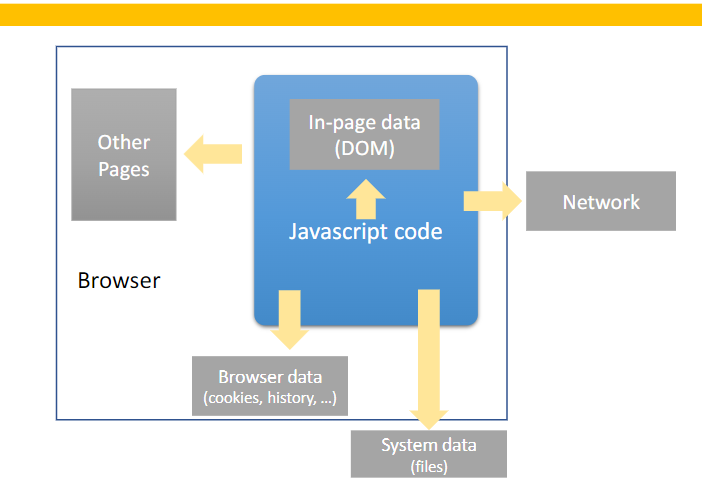 Other
Pages
In-page data
(DOM)
Javascript code
Network
Browser
Browser data
(cookies, history, …)
System data
(files)